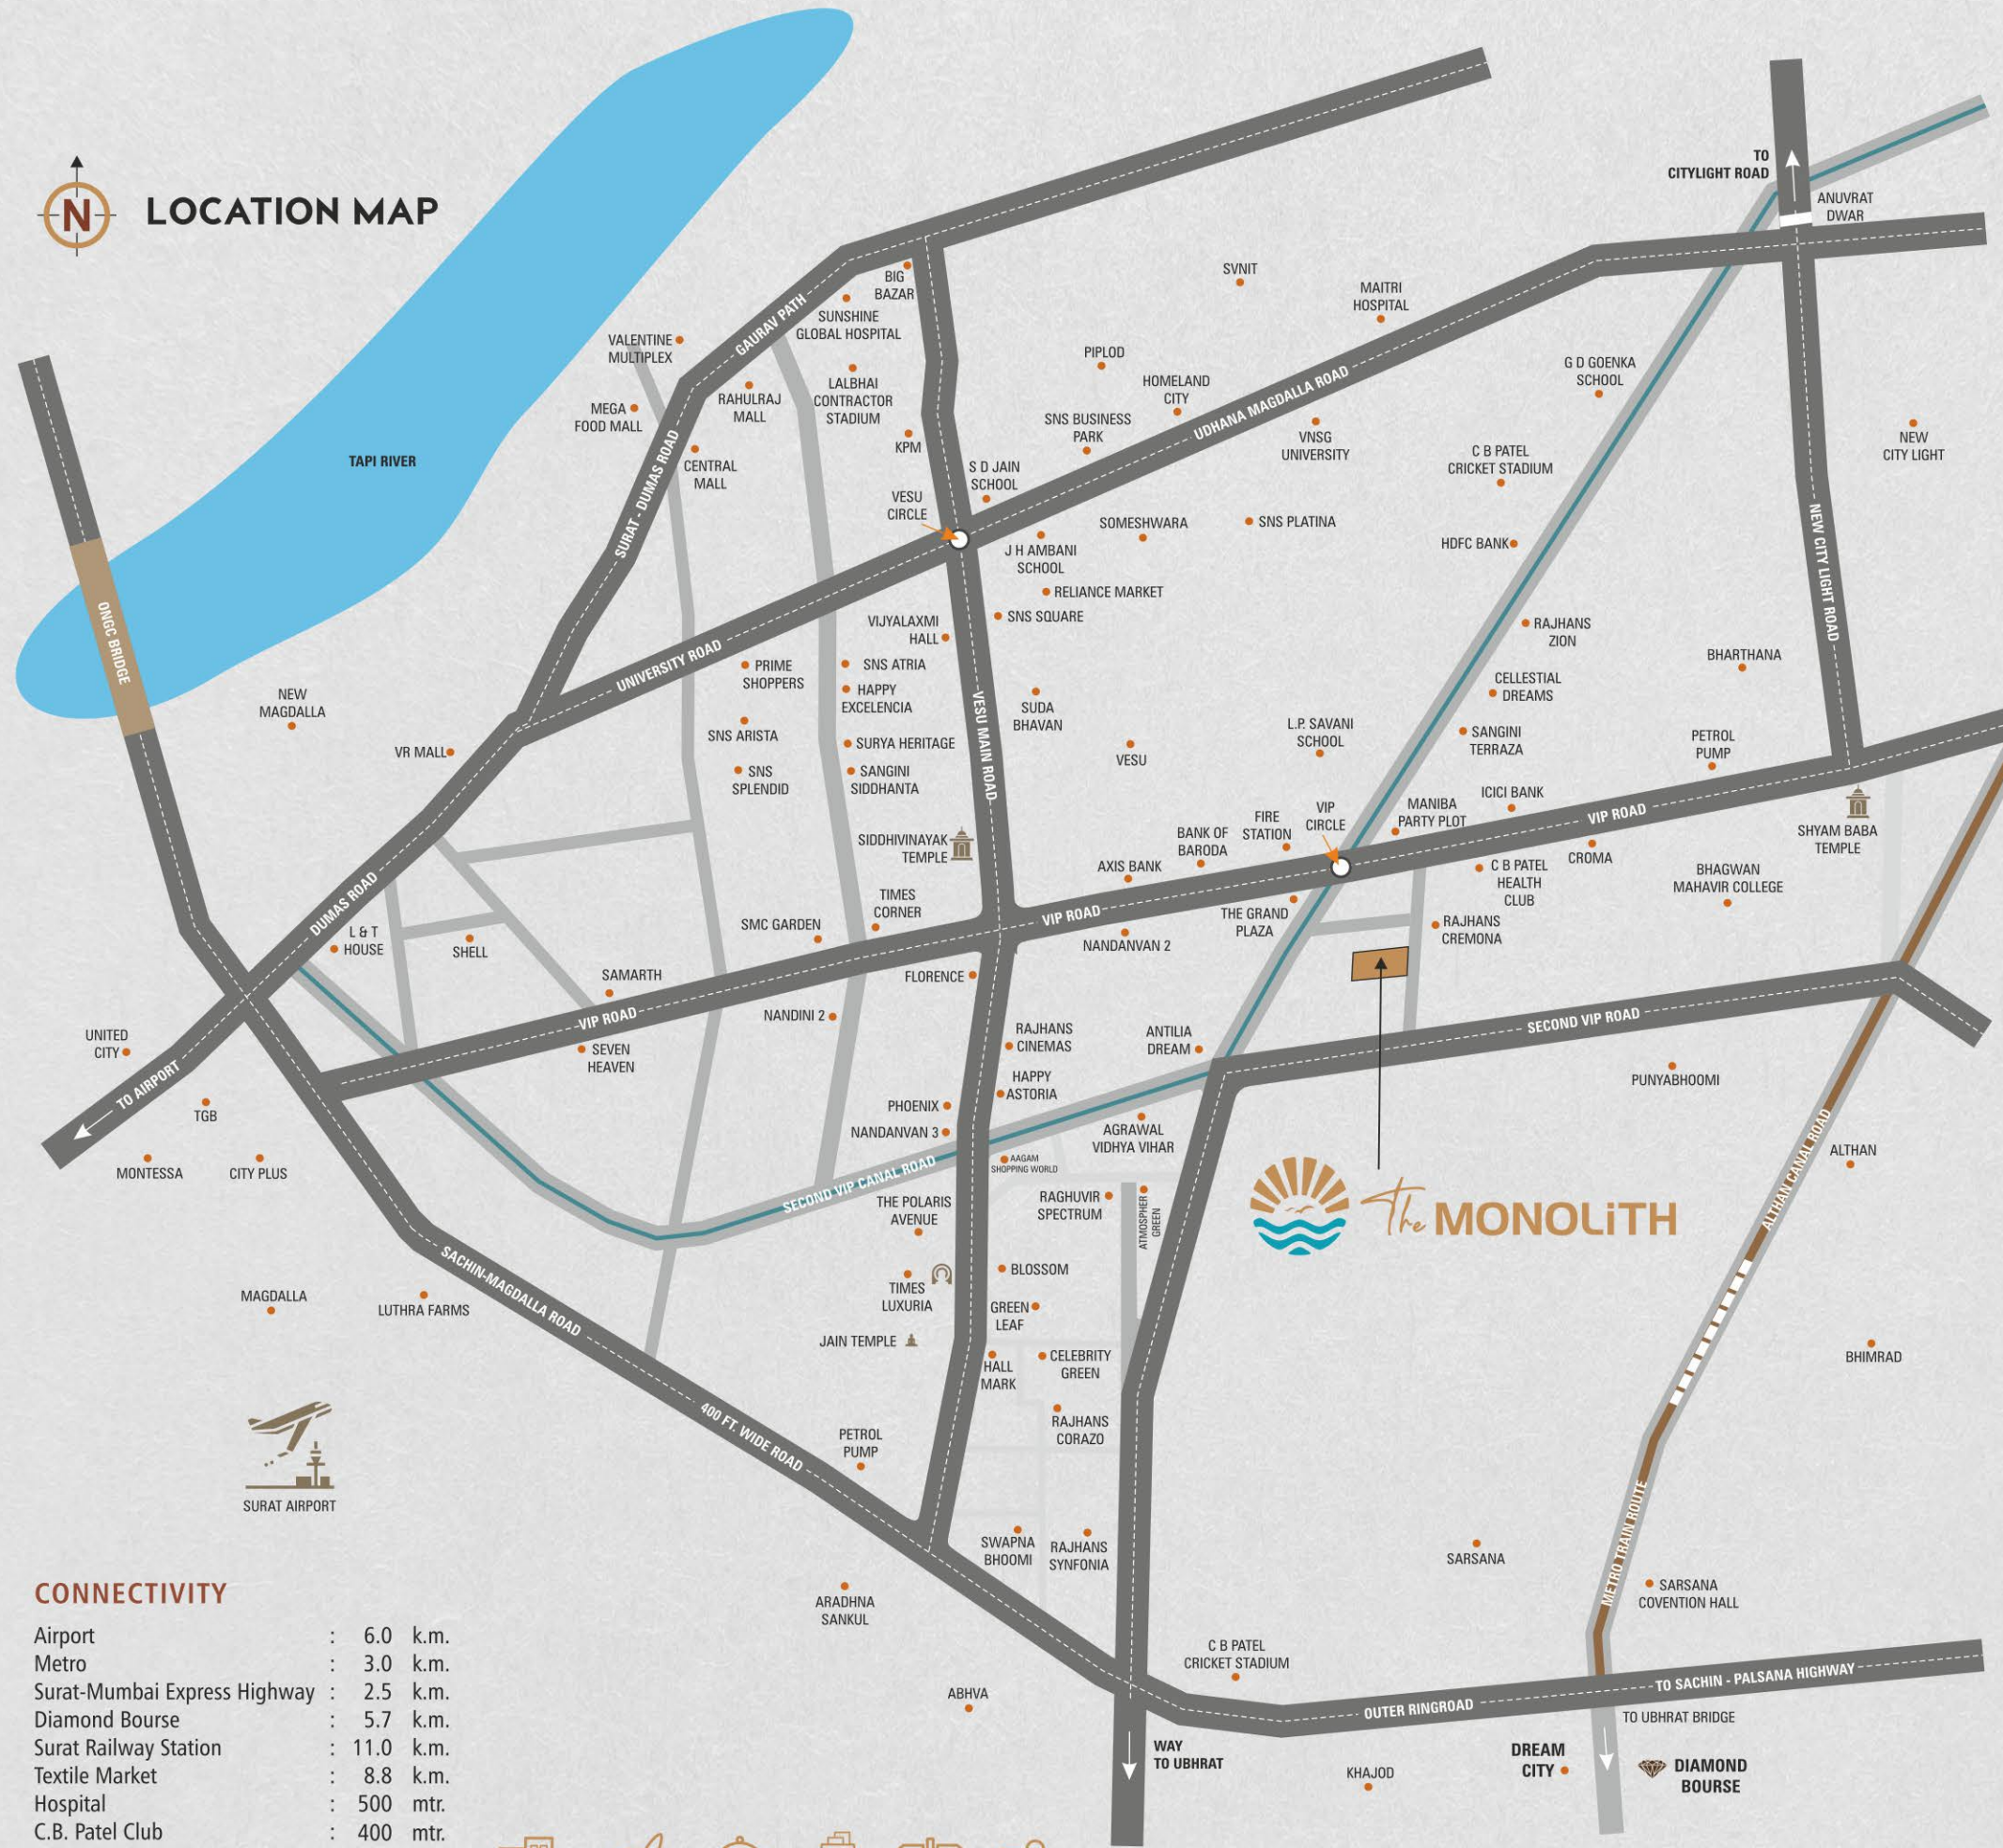 N
LOCATION MAP
TO
CITYLIGHT ROAD
ANUVRAT
DWAR
BIG
BAZAR
SUNSHINE
GLOBAL HOSPITAL
GAURAV PATH
SVNIT
MAITRI
HOSPITAL
VALENTINE
MULTIPLEX
RAHULRAJ
MALL
LALBHAI
CONTRACTOR
STADIUM
PIPLOD
HOMELAND
CITY
UDHANA MAGDALLA ROAD
G D GOENKA
SCHOOL
MEGA
FOOD MALL
KPM
SNS BUSINESS
PARK
VNSG
UNIVERSITY
C B PATEL
CRICKET STADIUM
NEW
CITY LIGHT
TAPI RIVER
SURAT - DUMAS ROAD
CENTRAL
MALL
S D JAIN
SCHOOL
VESU
CIRCLE
J H AMBANI
SCHOOL
SOMESHWARA
SNS PLATINA
HDFC BANK
NEW CITY LIGHT ROAD
ONGC BRIDGE
RELIANCE MARKET
SNS SQUARE
VIJYALAXMI
HALL
RAJHANS
ZION
BHARTHANA
UNIVERSITY ROAD
PRIME
SHOPPERS
SNS ATRIA
HAPPY
EXCELENCIA
CELLESTIAL
DREAMS
NEW
MAGDALLA
SNS ARISTA
SURYA HERITAGE
VESU MAIN ROAD
SUDA
BHAVAN
VESU
L.P. SAVANI
SCHOOL
SANGINI
TERRAZA
PETROL
PUMP
VR MALL
SNS
SPLENDID
SANGINI
SIDDHANTA
ICICI BANK
MANIBA
PARTY PLOT
VIP
CIRCLE
FIRE
STATION
BANK OF
BARODA
AXIS BANK
VIP ROAD
SHYAM BABA
TEMPLE
SIDDHIVINAYAK
TEMPLE
CROMA
C B PATEL
HEALTH
CLUB
BHAGWAN
MAHAVIR COLLEGE
DUMAS ROAD
L & T
HOUSE
SHELL
SMC GARDEN
TIMES
CORNER
VIP ROAD
NANDANVAN 2
THE GRAND
PLAZA
RAJHANS
CREMONA
SAMARTH
FLORENCE
VIP ROAD
NANDINI 2
SEVEN
HEAVEN
RAJHANS
CINEMAS
ANTILIA
DREAM
SECOND VIP ROAD
UNITED
CITY
TO AIRPORT
TGB
MONTESSA
CITY PLUS
HAPPY
ASTORIA
PHOENIX
NANDANVAN 3
AAGAM
SHOPPING WORLD
AGRAWAL
VIDHYA VIHAR
PUNYABHOOMI
ALTHAN
ALTHAN CANAL ROAD
SECOND VIP CANAL ROAD
THE POLARIS
AVENUE
RAGHUVIR
SPECTRUM
ATMOSPHER
GREEN
The MONOLiTH
SACHIN-MAGDALLA ROAD
MAGDALLA
LUTHRA FARMS
TIMES
LUXURIA
BLOSSOM
GREEN
LEAF
JAIN TEMPLE
HALL
MARK
CELEBRITY
GREEN
BHIMRAD
RAJHANS
CORAZO
400 FT. WIDE ROAD
PETROL
PUMP
SURAT AIRPORT
SWAPNA
BHOOMI
RAJHANS
SYNFONIA
SARSANA
METRO TRAIN ROUTE
SARSANA
COVENTION HALL
ARADHNA
SANKUL
C B PATEL
CRICKET STADIUM
ABHVA
OUTER RINGROAD
TO SACHIN - PALSANA HIGHWAY
TO UBHRAT BRIDGE
WAY
TO UBHRAT
KHAJOD
DREAM
CITY
DIAMOND
BOURSE
CONNECTIVITY
Airport : 6.0 k.m.
Metro : 3.0 k.m.
Surat-Mumbai Express Highway : 2.5 k.m.
Diamond Bourse : 5.7 k.m.
Surat Railway Station : 11.0 k.m.
Textile Market : 8.8 k.m.
Hospital : 500 mtr.
C.B. Patel Club : 400 mtr.